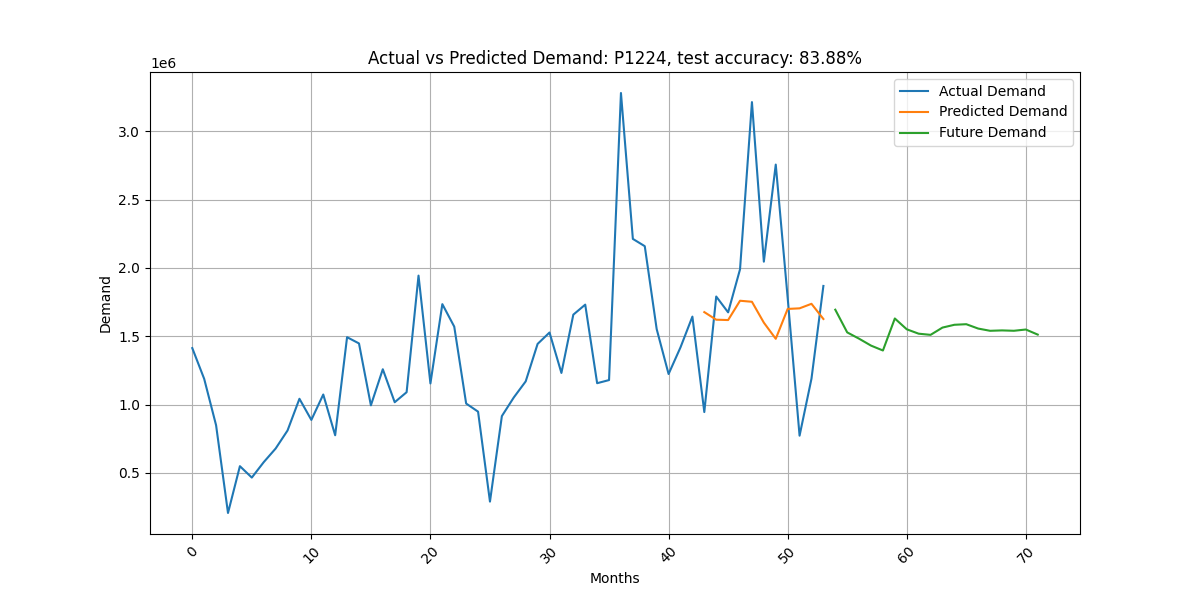 Actual vs Predicted Demand: P1224, test accuracy: 83.88%
1e6
Actual Demand
Predicted Demand
Future Demand
3.0
2.5
2.0
1.5
1.0
0.5
Demand
0 10 20 30 40 50 60 70
Months